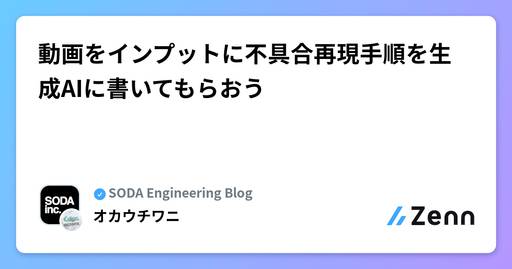 動画をインプットに不具合再現手順を生
成AIに書いてもらおう
SODA
inc.
SODA Engineering Blog
オカウチワニ
Zenn